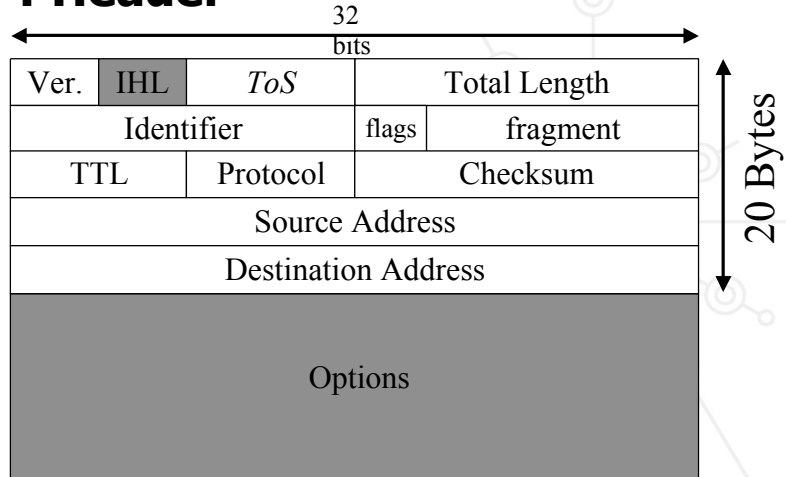 Header
32
bits
Ver. IHL ToS Total Length
Identifier flags fragment
TTL Protocol Checksum
Source Address
Destination Address
Options
20 Bytes